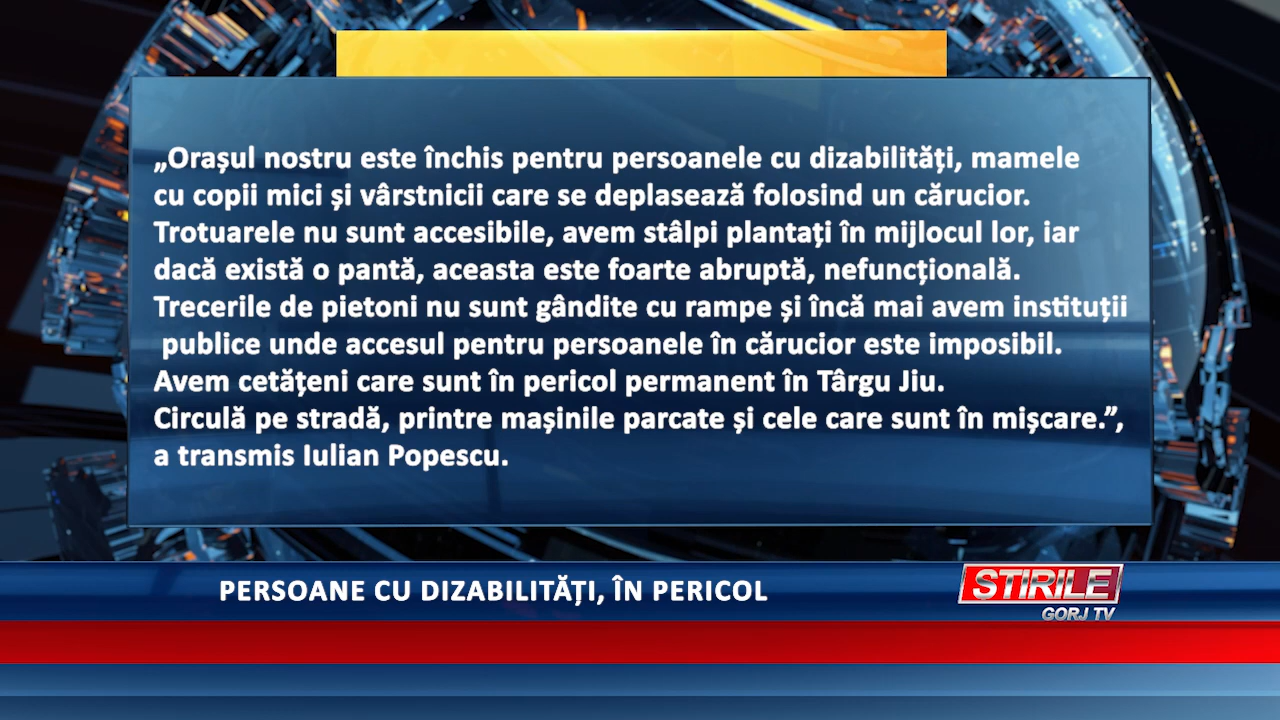 „Orașul nostru este închis pentru persoanele cu dizabilități, mamele
cu copii mici și vârstnicii care se deplasează folosind un cărucior.
Trotuarele nu sunt accesibile, avem stâlpi plantați în mijlocul lor, iar
dacă există o pantă, aceasta este foarte abruptă, nefuncțională.
Trecerile de pietoni nu sunt gândite cu rampe și încă mai avem instituții
publice unde accesul pentru persoanele în cărucior este imposibil.
Avem cetățeni care sunt în pericol permanent în Târgu Jiu.
Circulă pe stradă, printre mașinile parcate și cele care sunt în mișcare.”,
a transmis Iulian Popescu.
PERSOANE CU DIZABILITĂȚI, ÎN PERICOL
STIRILE
GORJ TV